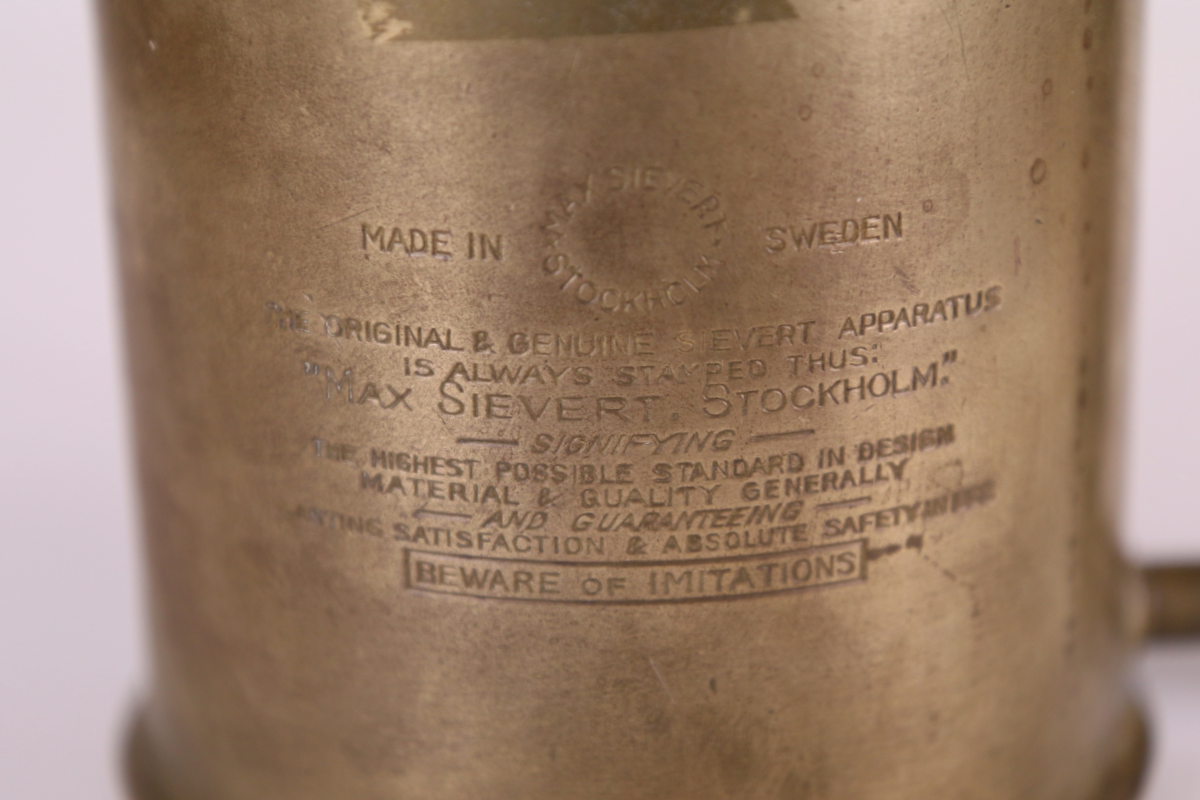 MAX SIEVERT
· STOCKHOLM ·
MADE IN SWEDEN
THE ORIGINAL & GENUINE SIEVERT APPARATUS
IS ALWAYS STAMPED THUS:
"MAX SIEVERT, STOCKHOLM."
— SIGNIFYING —
THE HIGHEST POSSIBLE STANDARD IN DESIGN
MATERIAL & QUALITY GENERALLY
— AND GUARANTEEING —
SATISFACTION & ABSOLUTE SAFETY IN
BEWARE OF IMITATIONS